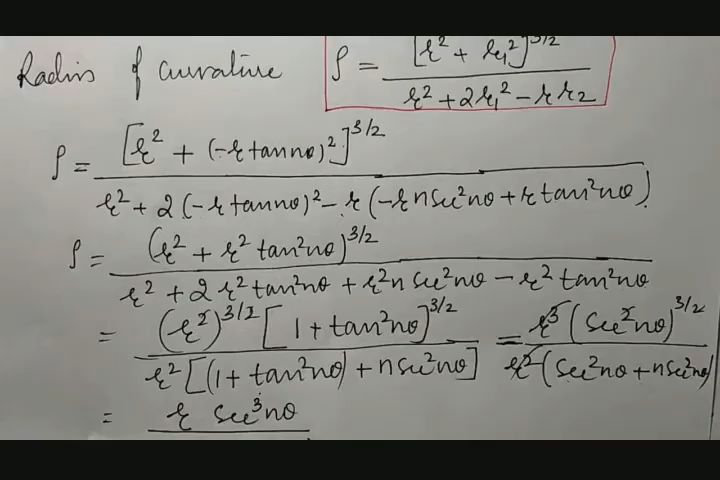 Radius of curvature ρ = [r² + r₁²]^3/2 / r² + 2r₁² − r r₂
ρ = [r² + (−r tan nθ)²]^3/2 / r² + 2(−r tan nθ)² − r(−r n sec²nθ + r tan²nθ)
ρ = (r² + r² tan²nθ)^3/2 / r² + 2r² tan²nθ + r²n sec²nθ − r² tan²nθ
= (r²)^3/2 [1 + tan²nθ]^3/2 / r² [(1 + tan²nθ) + n sec²nθ] = r³ (sec²nθ)^3/2 / r² (sec²nθ + n sec²nθ)
= r sec³nθ